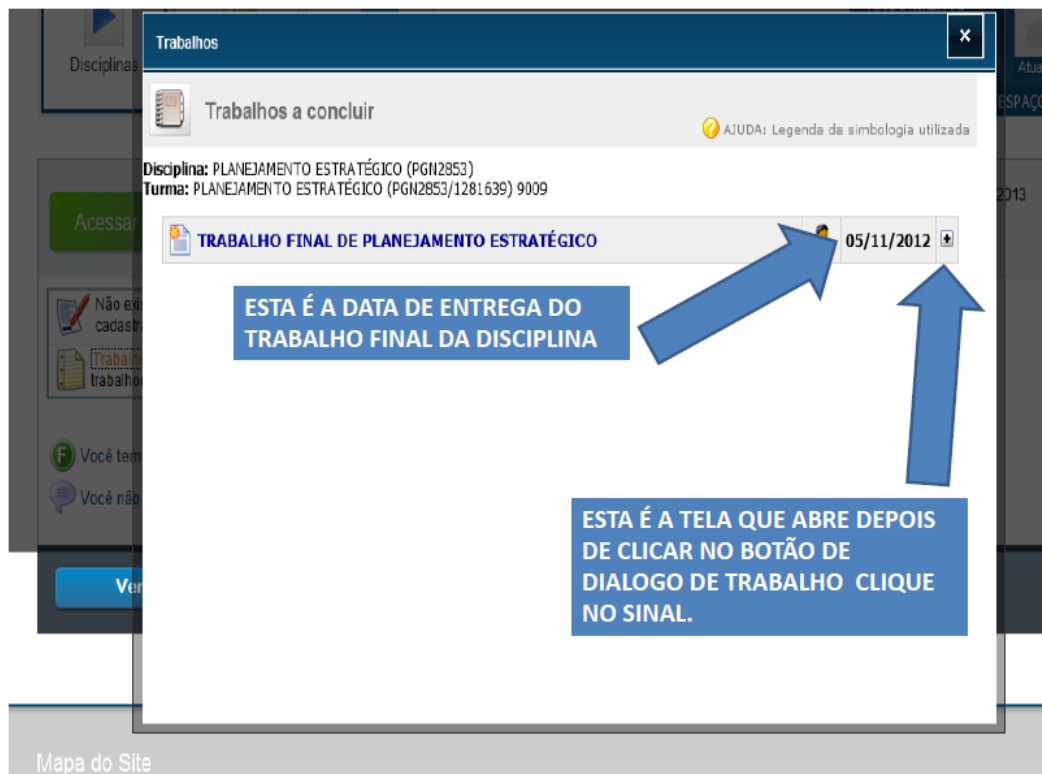 Trabalhos
x
Disciplinas
Trabalhos a concluir
AJUDA: Legenda da simbologia utilizada
Disciplina: PLANEJAMENTO ESTRATÉGICO (PGN2853)
Turma: PLANEJAMENTO ESTRATÉGICO (PGN2853/1281639) 9009
2013
Acessar
TRABALHO FINAL DE PLANEJAMENTO ESTRATÉGICO
05/11/2012 +
ESTA É A DATA DE ENTREGA DO
TRABALHO FINAL DA DISCIPLINA
Não
F Você tem
Você não
ESTA É A TELA QUE ABRE DEPOIS
DE CLICAR NO BOTÃO DE
DIALOGO DE TRABALHO CLIQUE
NO SINAL.
Mapa do Site